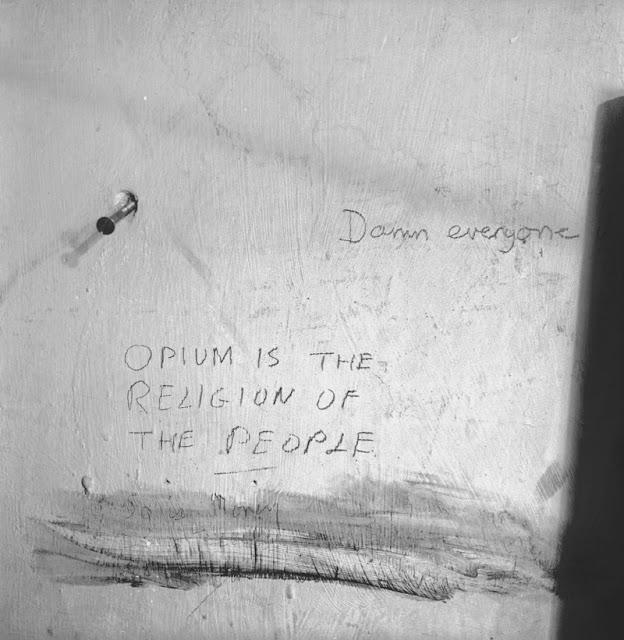 Damn everyone
OPIUM IS THE
RELIGION OF
THE PEOPLE